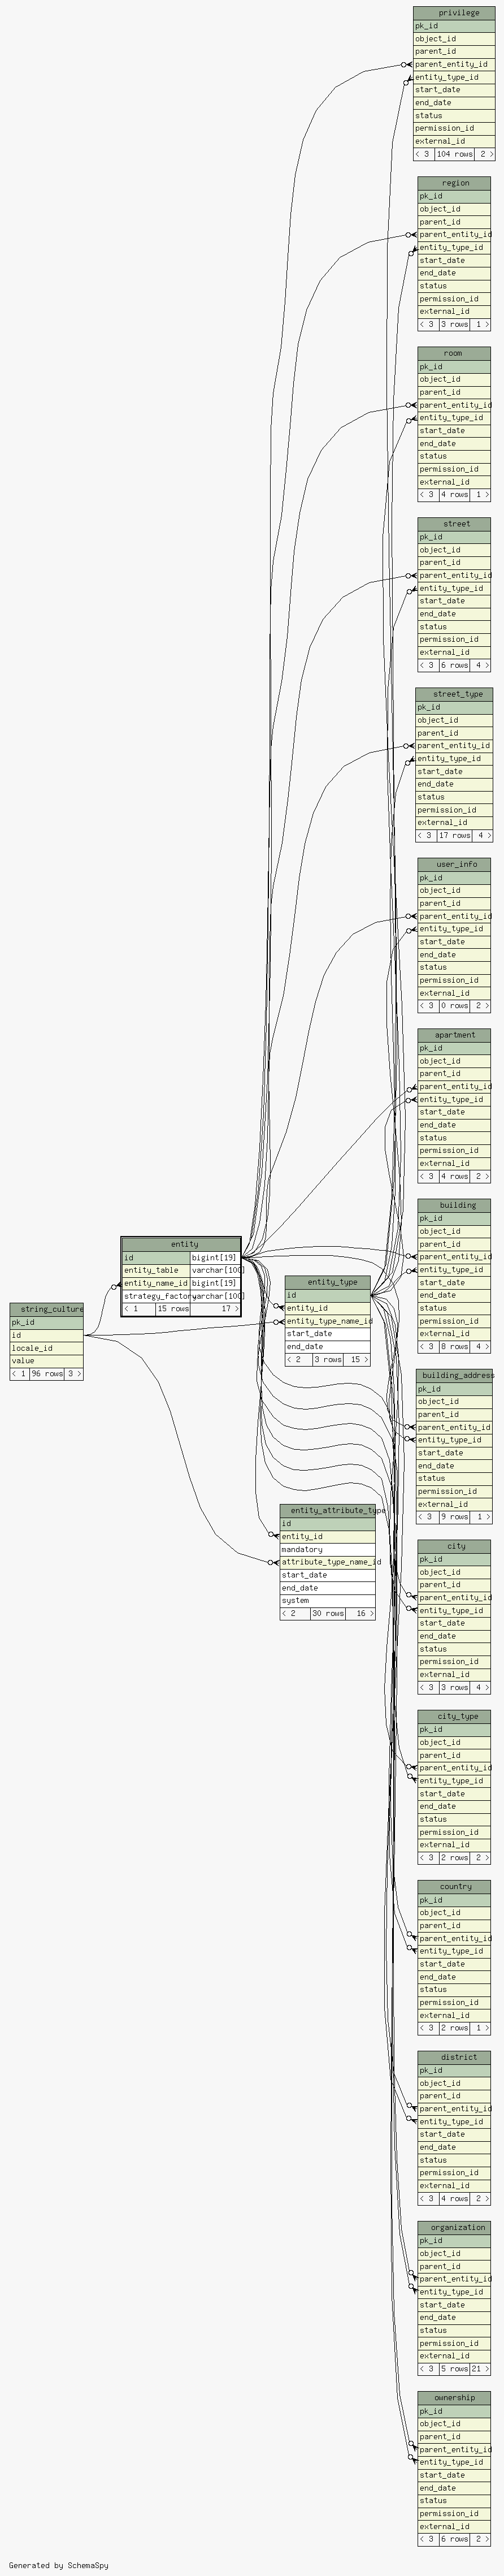 privilege
pk_id
object_id
parent_id
parent_entity_id
entity_type_id
start_date
end_date
status
permission_id
external_id
< 3 104 rows 2 >
region
pk_id
object_id
parent_id
parent_entity_id
entity_type_id
start_date
end_date
status
permission_id
external_id
< 3 3 rows 1 >
room
pk_id
object_id
parent_id
parent_entity_id
entity_type_id
start_date
end_date
status
permission_id
external_id
< 3 4 rows 1 >
street
pk_id
object_id
parent_id
parent_entity_id
entity_type_id
start_date
end_date
status
permission_id
external_id
< 3 6 rows 4 >
street_type
pk_id
object_id
parent_id
parent_entity_id
entity_type_id
start_date
end_date
status
permission_id
external_id
< 3 17 rows 4 >
user_info
pk_id
object_id
parent_id
parent_entity_id
entity_type_id
start_date
end_date
status
permission_id
external_id
< 3 0 rows 2 >
apartment
pk_id
object_id
parent_id
parent_entity_id
entity_type_id
start_date
end_date
status
permission_id
external_id
< 3 4 rows 2 >
string_culture
pk_id
id
locale_id
value
< 1 96 rows 3 >
entity
id bigint[19]
entity_table varchar[100]
entity_name_id bigint[19]
strategy_factory varchar[100]
< 1 15 rows 17 >
entity_type
id
entity_id
entity_type_name_id
start_date
end_date
< 2 3 rows 15 >
entity_attribute_type
id
entity_id
mandatory
attribute_type_name_id
start_date
end_date
system
< 2 30 rows 16 >
building
pk_id
object_id
parent_id
parent_entity_id
entity_type_id
start_date
end_date
status
permission_id
external_id
< 3 8 rows 4 >
building_address
pk_id
object_id
parent_id
parent_entity_id
entity_type_id
start_date
end_date
status
permission_id
external_id
< 3 9 rows 1 >
city
pk_id
object_id
parent_id
parent_entity_id
entity_type_id
start_date
end_date
status
permission_id
external_id
< 3 3 rows 4 >
city_type
pk_id
object_id
parent_id
parent_entity_id
entity_type_id
start_date
end_date
status
permission_id
external_id
< 3 2 rows 2 >
country
pk_id
object_id
parent_id
parent_entity_id
entity_type_id
start_date
end_date
status
permission_id
external_id
< 3 2 rows 1 >
district
pk_id
object_id
parent_id
parent_entity_id
entity_type_id
start_date
end_date
status
permission_id
external_id
< 3 4 rows 2 >
organization
pk_id
object_id
parent_id
parent_entity_id
entity_type_id
start_date
end_date
status
permission_id
external_id
< 3 5 rows 21 >
ownership
pk_id
object_id
parent_id
parent_entity_id
entity_type_id
start_date
end_date
status
permission_id
external_id
< 3 6 rows 2 >
Generated by SchemaSpy